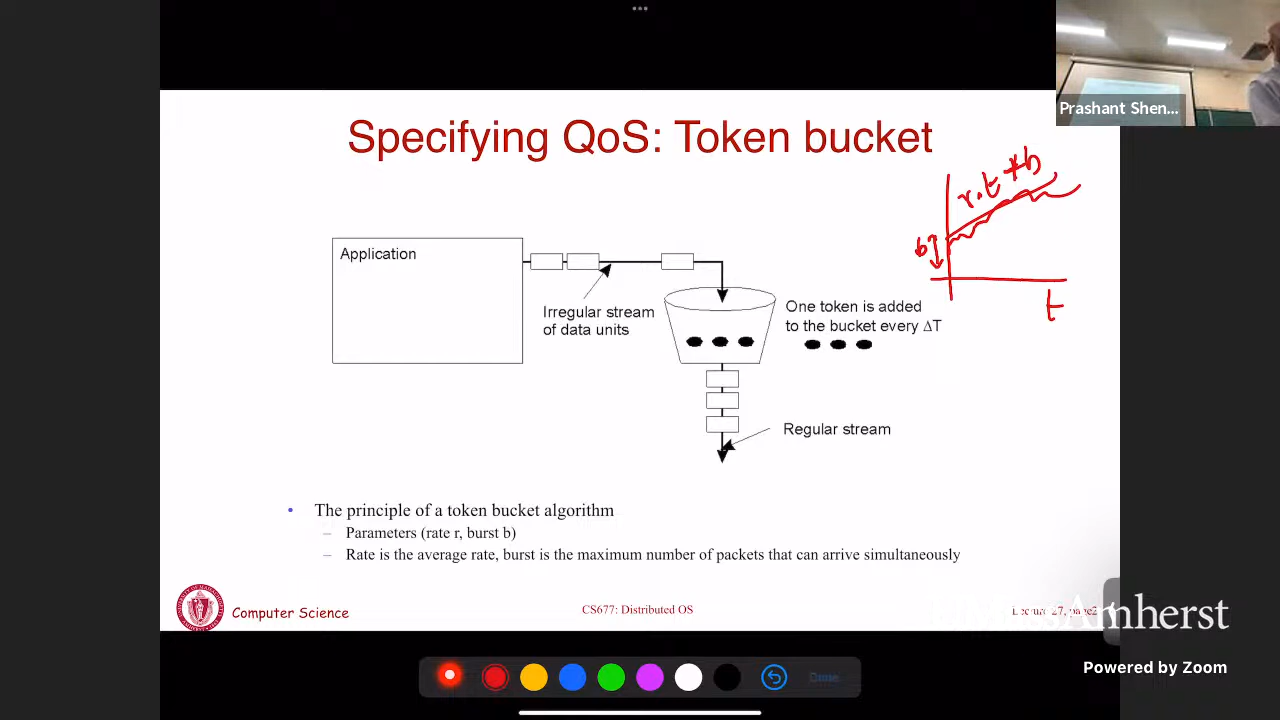 Prashant Shen...
Specifying QoS: Token bucket
r.t + b
b
t
Application
Irregular stream
of data units
One token is added
to the bucket every ΔT
Regular stream
• The principle of a token bucket algorithm
– Parameters (rate r, burst b)
– Rate is the average rate, burst is the maximum number of packets that can arrive simultaneously
Computer Science
CS677: Distributed OS
Lecture 27, page
Amherst
Powered by Zoom
Done